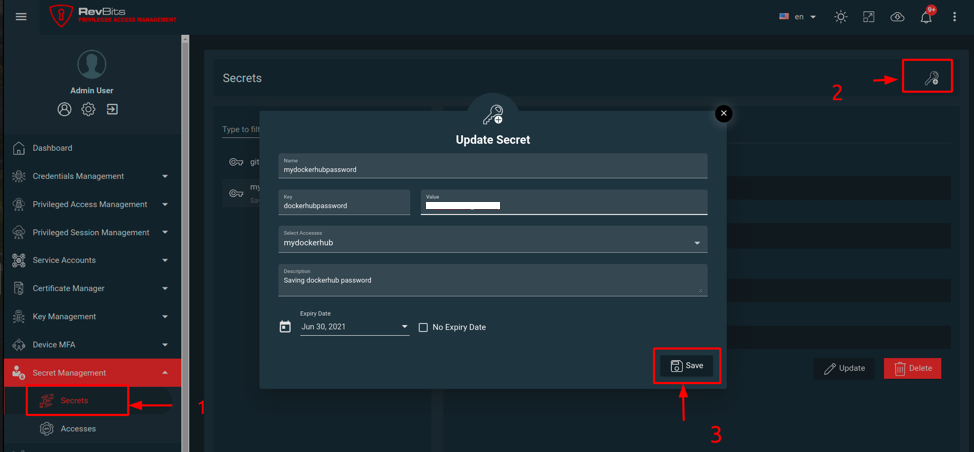 RevBits
PRIVILEGED ACCESS MANAGEMENT
en
9+
Admin User
Dashboard
Credentials Management
Privileged Access Management
Privileged Session Management
Service Accounts
Certificate Manager
Key Management
Device MFA
Secret Management
Secrets
Accesses
1
Secrets
2
Type to filt
git
my
Update Secret
Name
mydockerhubpassword
Key
dockerhubpassword
Value
Select Accesses
mydockerhub
Description
Saving dockerhub password
Expiry Date
Jun 30, 2021
No Expiry Date
Save
3
Update
Delete